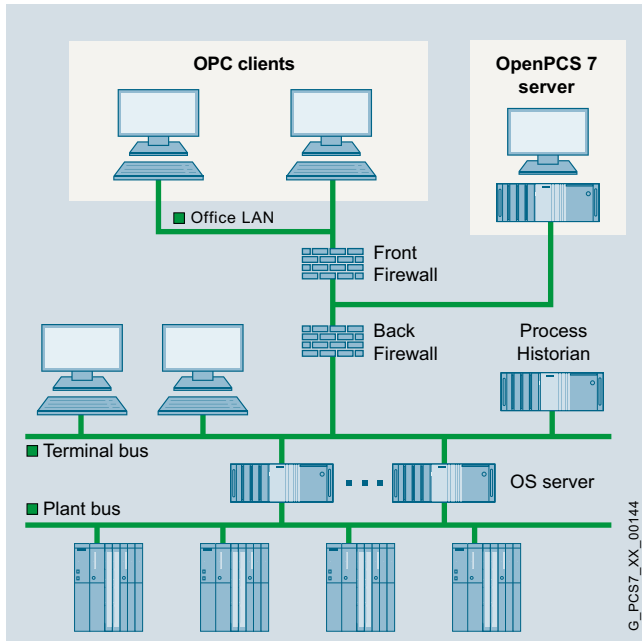 OPC clients
OpenPCS 7
server
Office LAN
Front
Firewall
Back
Firewall
Process
Historian
Terminal bus
OS server
Plant bus
G_PCS7_XX_00144